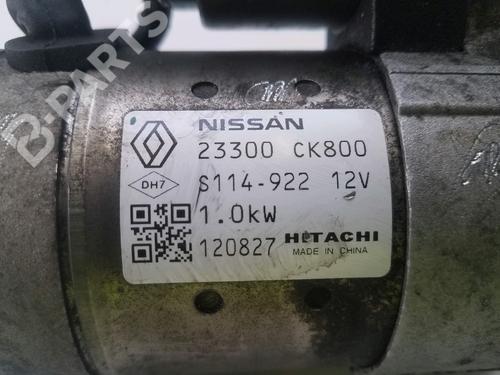 B-PARTS
NISSAN
23300 CK800
DH7
S114-922 12V
1.0kW
120827 HITACHI
MADE IN CHINA